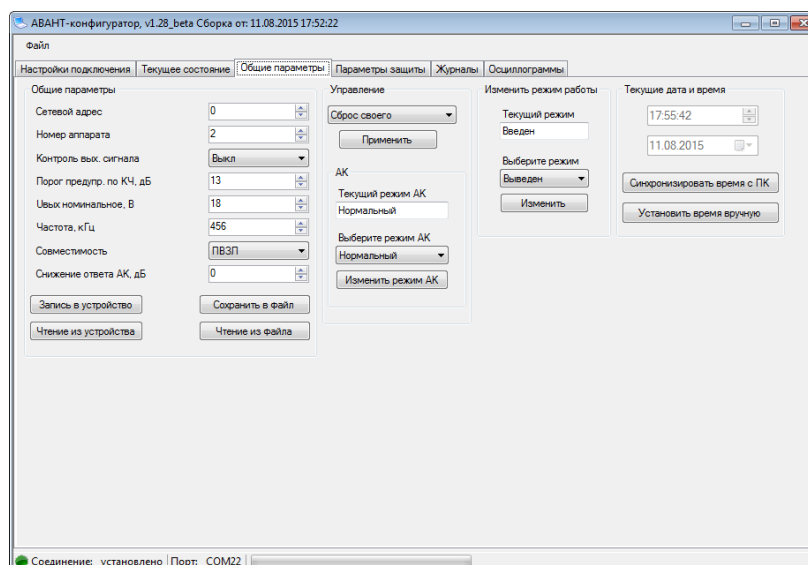 АВАНТ-конфигуратор, v1.28_beta Сборка от: 11.08.2015 17:52:22
Файл
Настройки подключения Текущее состояние Общие параметры Параметры защиты Журналы Осциллограммы
Общие параметры
Сетевой адрес 0
Номер аппарата 2
Контроль вых. сигнала Выкл
Порог предупр. по КЧ, дБ 13
Uвых номинальное, В 18
Частота, кГц 456
Совместимость ПВЗП
Снижение ответа АК, дБ 0
Запись в устройство Сохранить в файл
Чтение из устройства Чтение из файла
Управление
Сброс своего
Применить
АК
Текущий режим АК
Нормальный
Выберите режим АК
Нормальный
Изменить режим АК
Изменить режим работы
Текущий режим
Введен
Выберите режим
Выведен
Изменить
Текущие дата и время
17:55:42
11.08.2015
Синхронизировать время с ПК
Установить время вручную
Соединение: установлено Порт: COM22